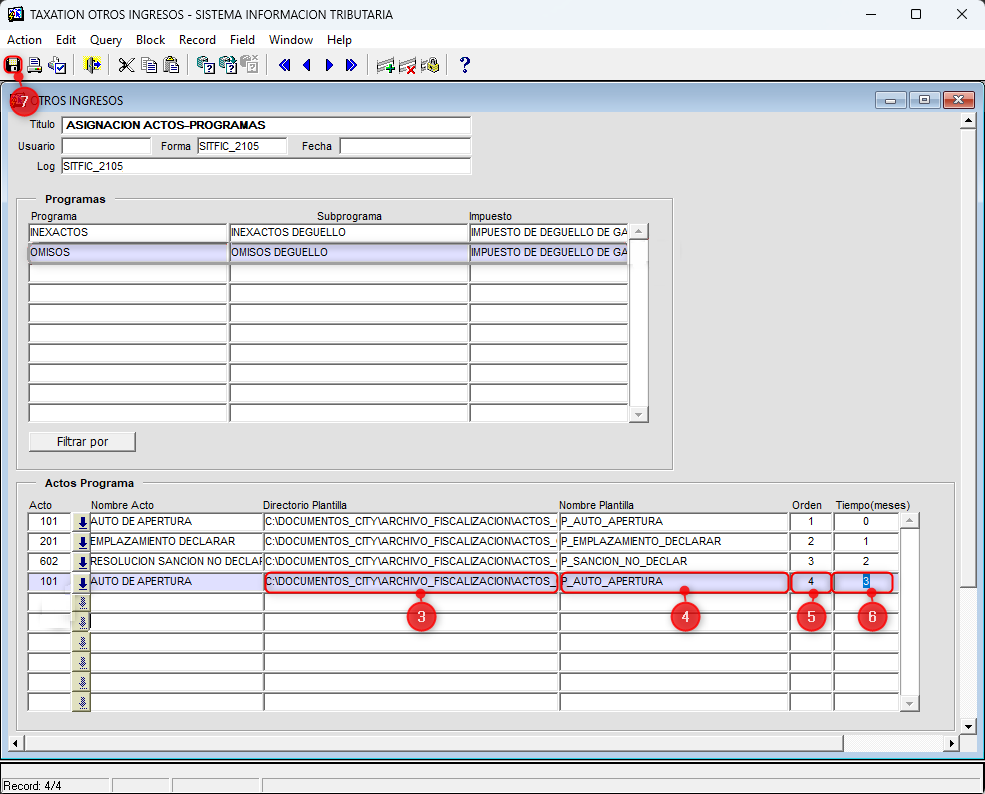 TAXATION OTROS INGRESOS - SISTEMA INFORMACION TRIBUTARIA
Action Edit Query Block Record Field Window Help
7
OTROS INGRESOS
Titulo ASIGNACION ACTOS-PROGRAMAS
Usuario Forma SITFIC_2105 Fecha
Log SITFIC_2105
Programas
Programa Subprograma Impuesto
INEXACTOS INEXACTOS DEGUELLO IMPUESTO DE DEGUELLO DE GA
OMISOS OMISOS DEGUELLO IMPUESTO DE DEGUELLO DE GA
Filtrar por
Actos Programa
Acto Nombre Acto Directorio Plantilla Nombre Plantilla Orden Tiempo(meses)
101 AUTO DE APERTURA C:\DOCUMENTOS_CITY\ARCHIVO_FISCALIZACION\ACTOS_ P_AUTO_APERTURA 1 0
201 EMPLAZAMIENTO DECLARAR C:\DOCUMENTOS_CITY\ARCHIVO_FISCALIZACION\ACTOS_ P_EMPLAZAMIENTO_DECLARAR 2 1
602 RESOLUCION SANCION NO DECLAR C:\DOCUMENTOS_CITY\ARCHIVO_FISCALIZACION\ACTOS_ P_SANCION_NO_DECLAR 3 2
101 AUTO DE APERTURA C:\DOCUMENTOS_CITY\ARCHIVO_FISCALIZACION\ACTOS_ P_AUTO_APERTURA 4 3
3 4 5 6
Record: 4/4